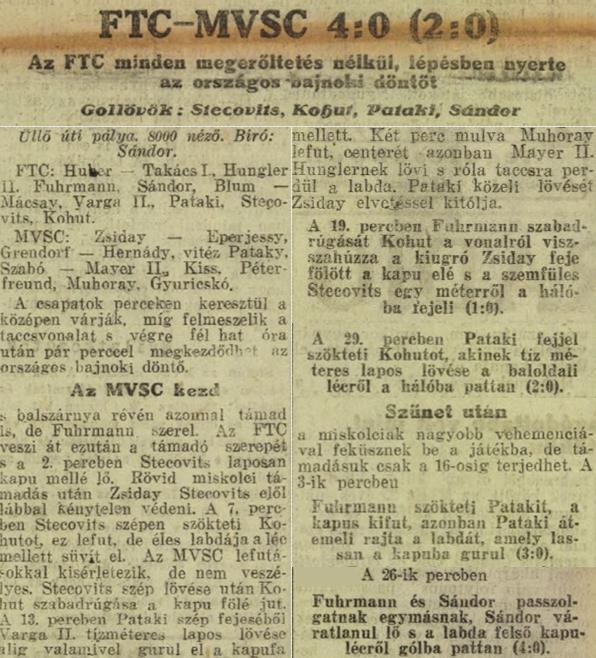 FTC–MVSC 4:0 (2:0)
Az FTC minden megerőltetés nélkül, lépésben nyerte
az országos bajnoki döntőt
Gollövők: Stecovits, Kohut, Pataki, Sándor
Üllő úti pálya. 8000 néző. Biró:
Sándor.
FTC: Huber — Takács I., Hungler
II. Fuhrmann, Sándor, Blum —
Mácsay, Varga II., Pataki, Steco-
vits, Kohut.
MVSC: Zsiday — Eperjessy,
Grendorf — Hernády, vitéz Pataky,
Szabó — Mayer II., Kiss, Péter-
freund, Muhoray, Gyuricskó.
A csapatok perceken keresztül a
középen várják, mig felmeszelik a
taccsvonalat s végre fél hat óra
után pár perccel megkezdődhet az
országos bajnoki döntő.
Az MVSC kezd
s balszárnya révén azonnal támad
is, de Fuhrmann szerel. Az FTC
veszi át ezután a támadó szerepét
s a 2. percben Stecovits laposan
kapu mellé lő. Rövid miskolci tá-
madás után Zsiday Stecovits elől
lábbal kénytelen védeni. A 7. perc-
ben Stecovits szépen szökteti Ko-
hutot, ez lefut, de éles labdája a léc
mellett süvit el. Az MVSC lefutá-
sokkal kisérletezik, de nem veszé-
lyes. Stecovits szép lövése után Ko-
hut szabadrúgása a kapu fölé jut.
A 13. percben Pataki szép fejeséből
Varga II. tizméteres lapos lövése
alig valamivel gurul el a kapufa
mellett. Két perc mulva Muhoray
lefut, centerét azonban Mayer II.
Hunglernek lövi s róla taccsra per-
dül a labda. Pataki közeli lövését
Zsiday elvetéssel kitólja.
A 19. percben Fuhrmann szabad-
rúgását Kohut a vonalról visz-
szahúzza a kiugró Zsiday feje
fölött a kapu elé s a szemfüles
Stecovits egy méterről a háló-
ba fejeli (1:0).
A 29. percben Pataki fejjel
szökteti Kohutot, akinek tiz mé-
teres lapos lövése a baloldali
lécről a hálóba pattan (2:0).
Szünet után
a miskolciak nagyobb vehemenciá-
val feküsznek be a játékba, de tá-
madásuk csak a 16-osig terjedhet. A
3-ik percben
Fuhrmann szökteti Patakit, a
kapus kifut, azonban Pataki át-
emeli rajta a labdát, amely las-
san a kapuba gurul (3:0).
A 26-ik percben
Fuhrmann és Sándor passzol-
gatnak egymásnak, Sándor vá-
ratlanul lő s a labda felső kapu-
lécről gólba pattan (4:0).